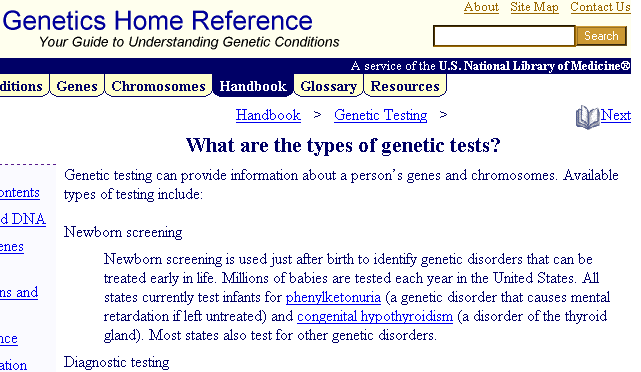 About Site Map Contact Us
Genetics Home Reference
Your Guide to Understanding Genetic Conditions
Search
A service of the U.S. National Library of Medicine®
ditions Genes Chromosomes Handbook Glossary Resources
Handbook > Genetic Testing >
Next
What are the types of genetic tests?
Genetic testing can provide information about a person's genes and chromosomes. Available
types of testing include:
ontents
d DNA
enes
ns and
nce
ation
Newborn screening
Newborn screening is used just after birth to identify genetic disorders that can be
treated early in life. Millions of babies are tested each year in the United States. All
states currently test infants for phenylketonuria (a genetic disorder that causes mental
retardation if left untreated) and congenital hypothyroidism (a disorder of the thyroid
gland). Most states also test for other genetic disorders.
Diagnostic testing